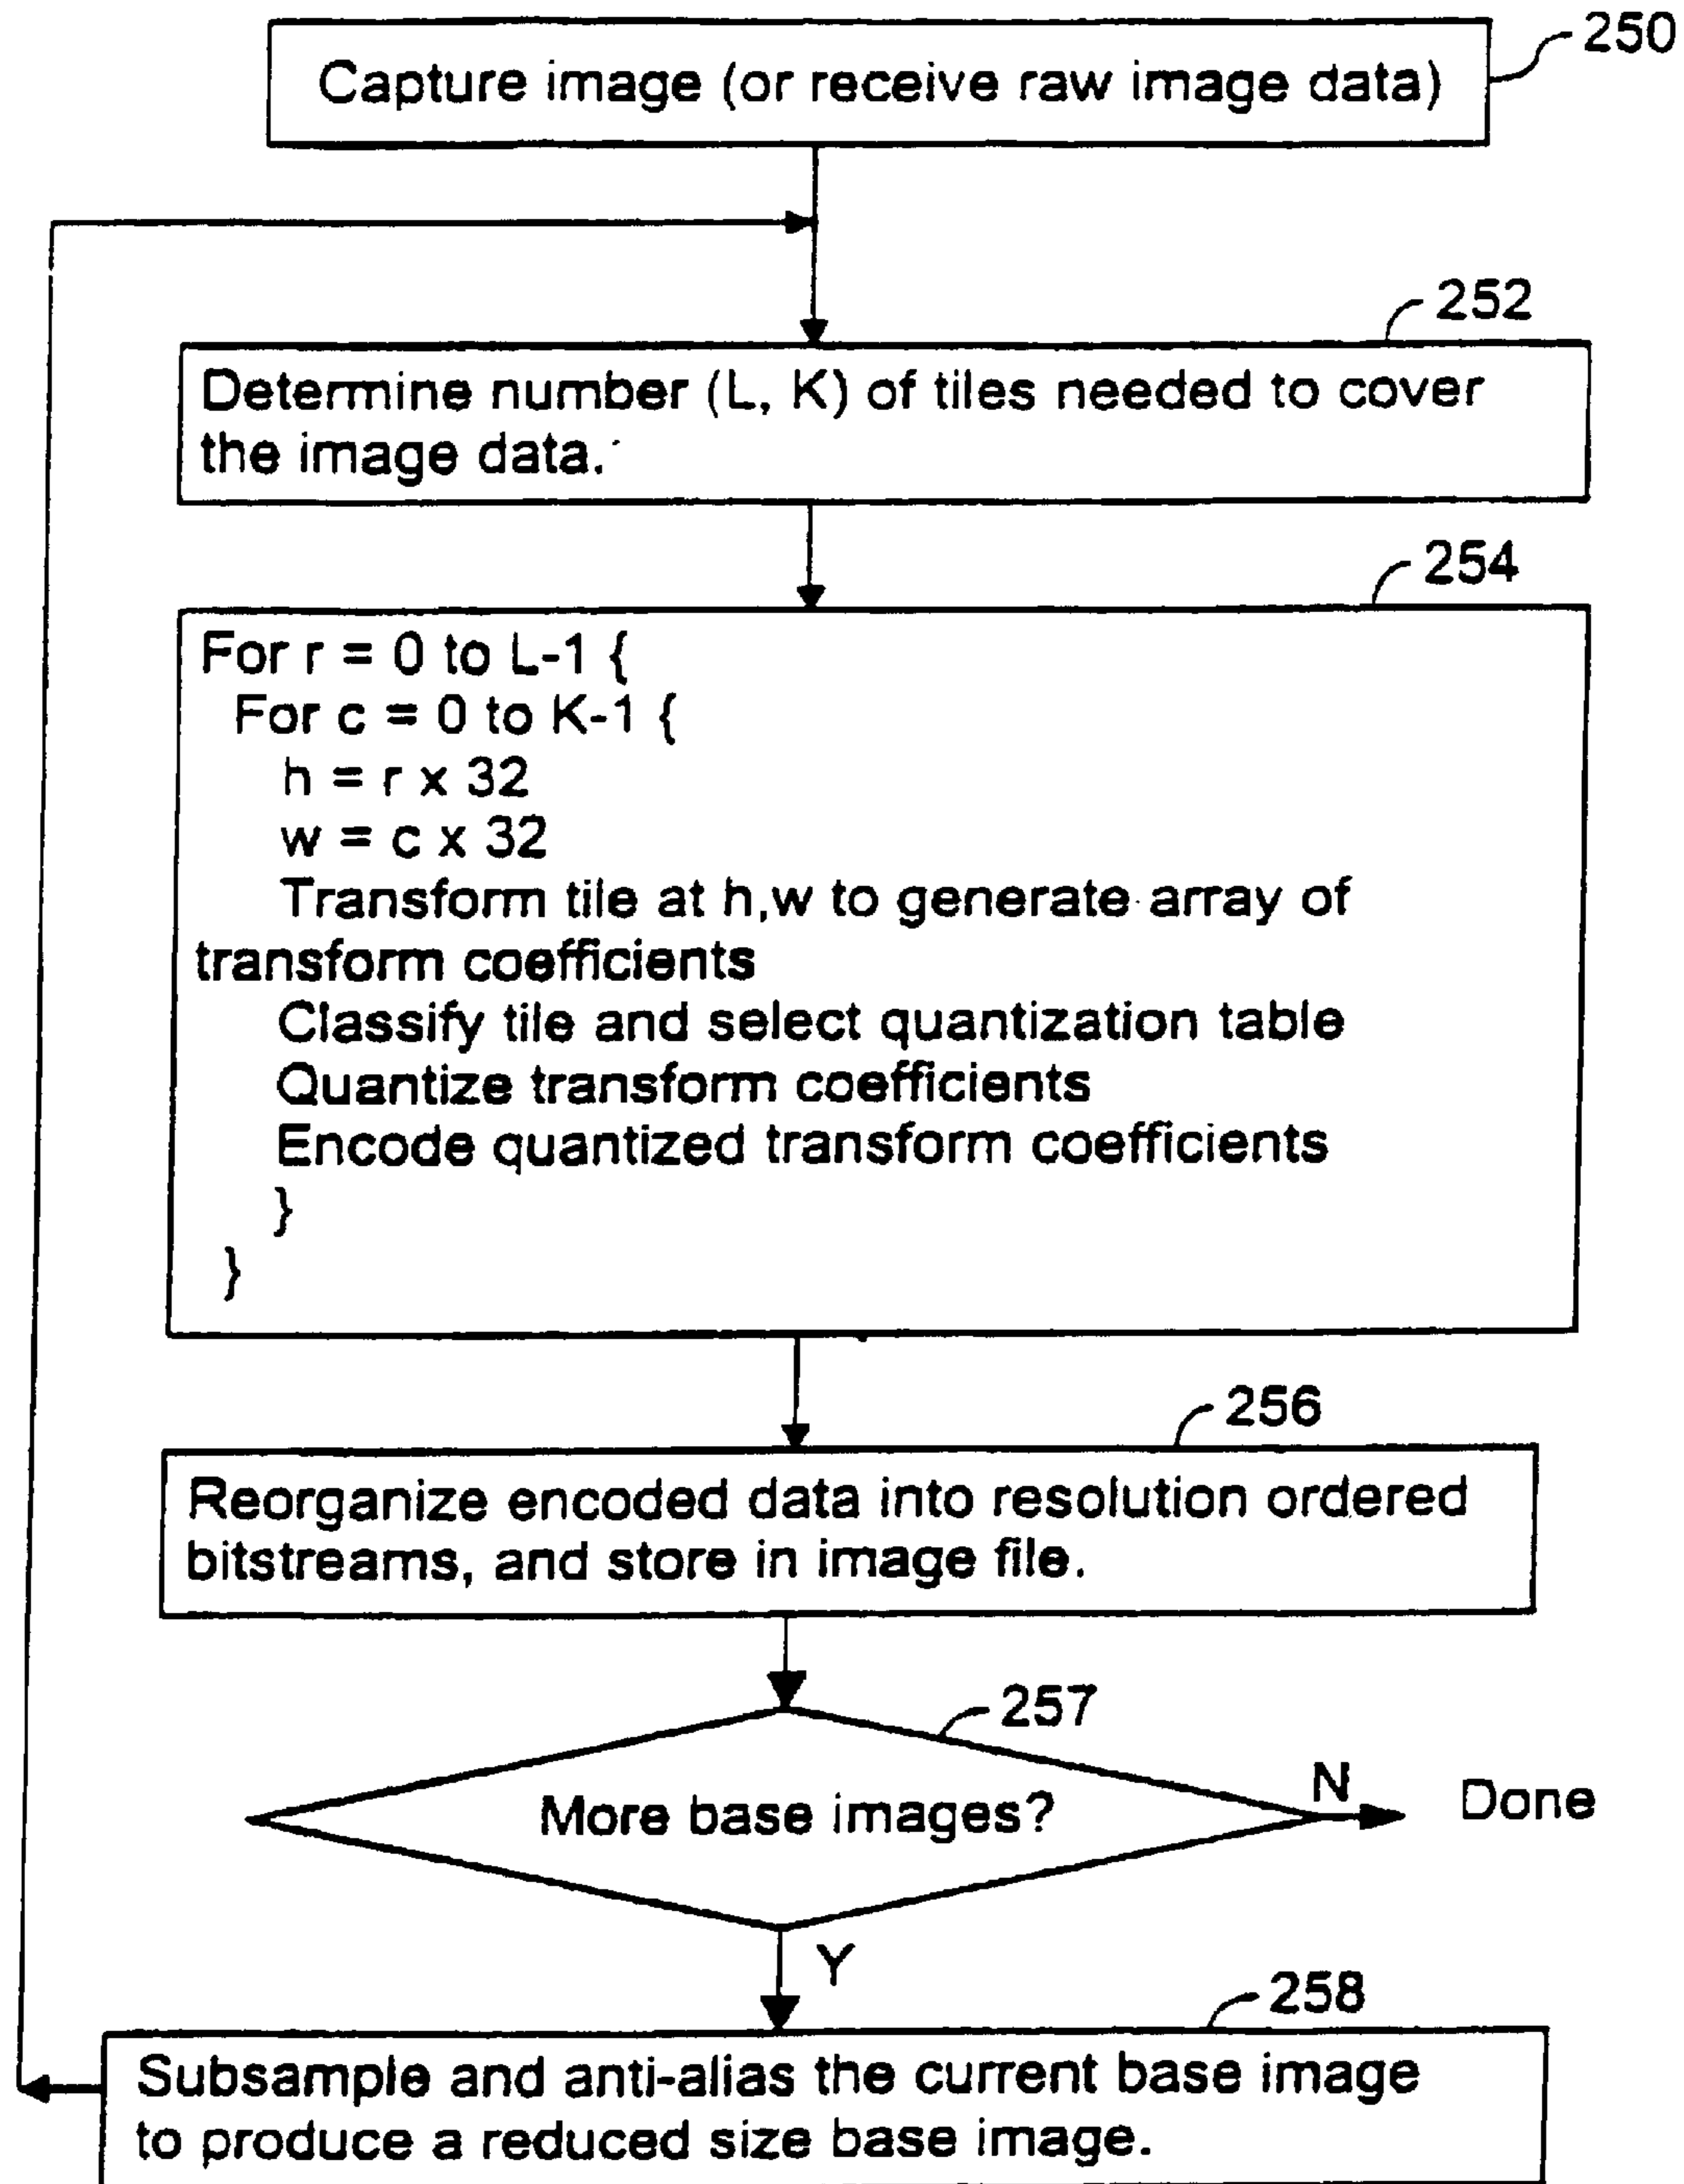 250
Capture image (or receive raw image data)
252
Determine number (L, K) of tiles needed to cover
the image data.
254
For r = 0 to L-1 {
For c = 0 to K-1 {
h = r x 32
w = c x 32
Transform tile at h,w to generate array of
transform coefficients
Classify tile and select quantization table
Quantize transform coefficients
Encode quantized transform coefficients
}
}
256
Reorganize encoded data into resolution ordered
bitstreams, and store in image file.
257
More base images?
N
Done
Y
258
Subsample and anti-alias the current base image
to produce a reduced size base image.